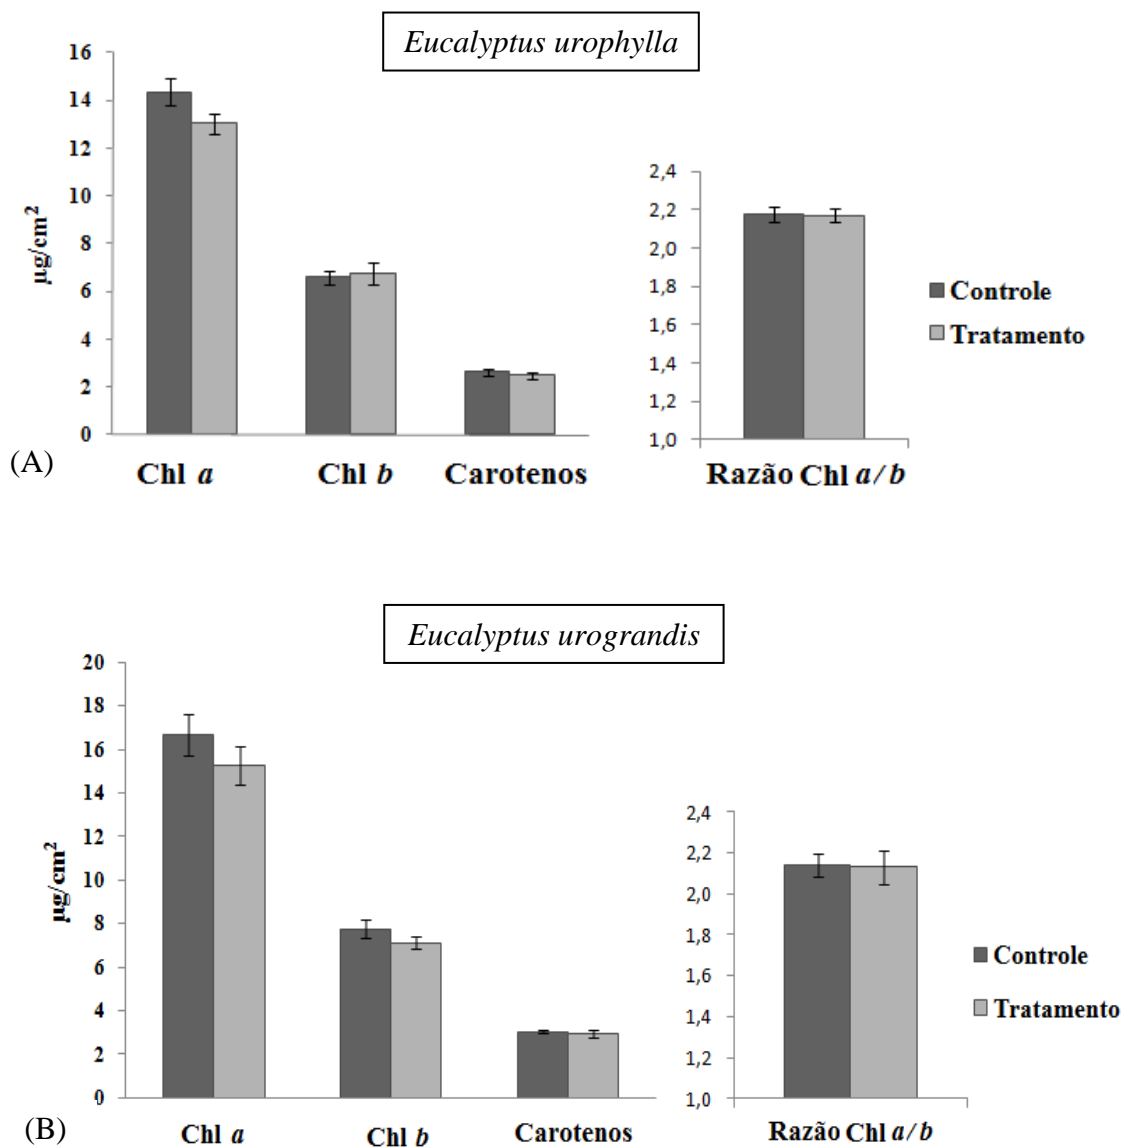 Eucalyptus urophylla
16
14
12
10
8
6
4
2
0
µg/cm²
Chl a
Chl b
Carotenos
2,4
2,2
2,0
1,8
1,6
1,4
1,2
1,0
Razão Chl a/b
Controle
Tratamento
(A)
Eucalyptus urograndis
20
18
16
14
12
10
8
6
4
2
0
µg/cm²
Chl a
Chl b
Carotenos
2,4
2,2
2,0
1,8
1,6
1,4
1,2
1,0
Razão Chl a/b
Controle
Tratamento
(B)